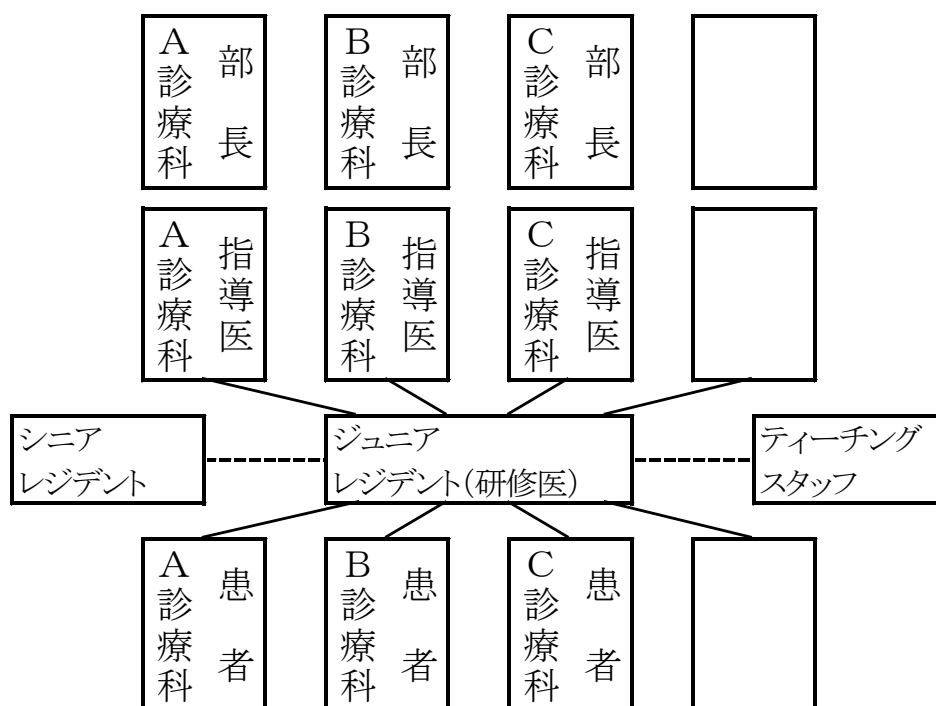 A診療科
部長
B診療科
部長
C診療科
部長
A診療科
指導医
B診療科
指導医
C診療科
指導医
シニア
レジデント
ジュニア
レジデント(研修医)
ティーチング
スタッフ
A診療科
患者
B診療科
患者
C診療科
患者